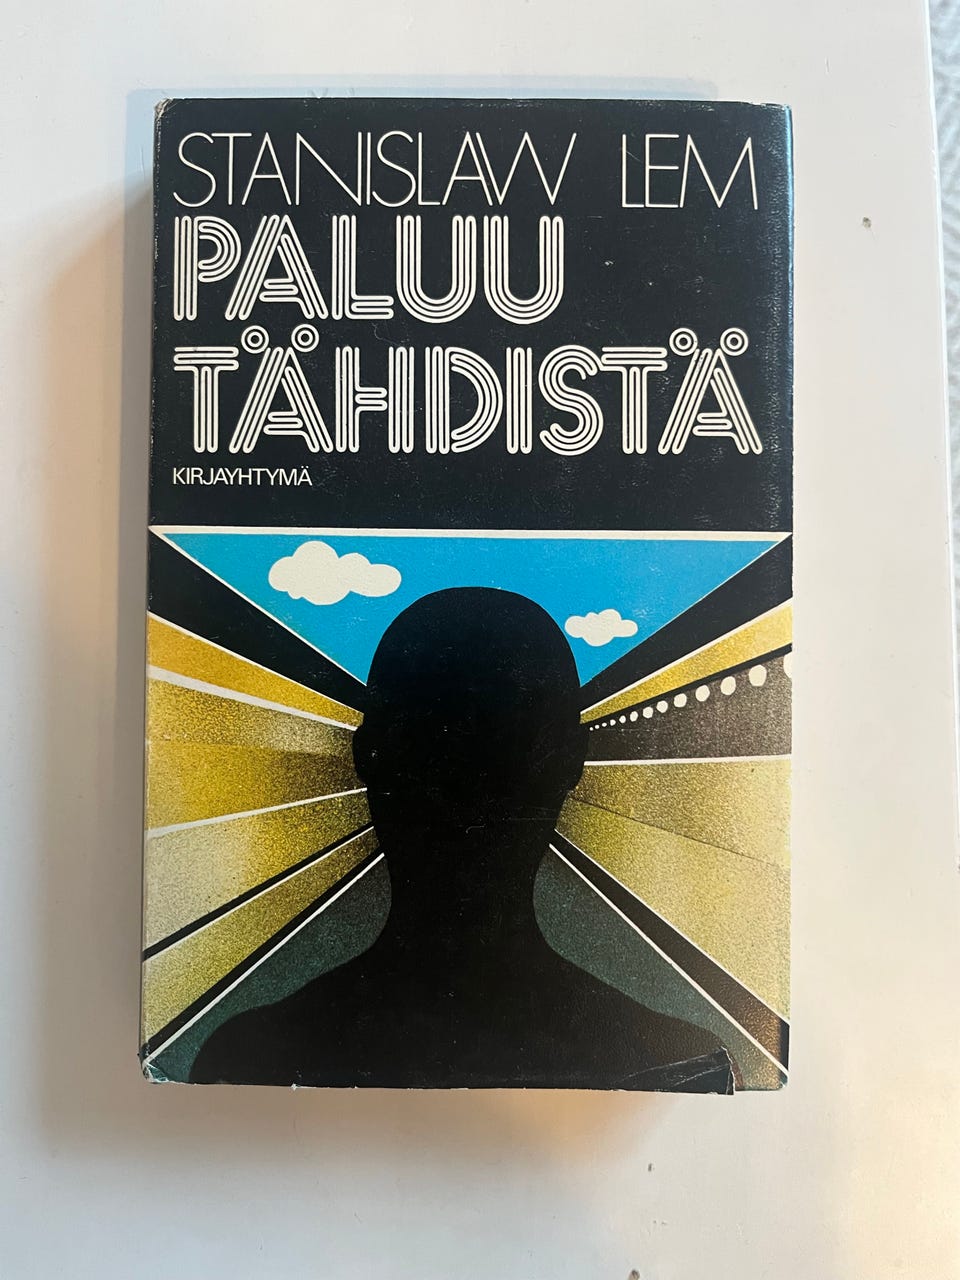 STANISLAW LEM
PALUU
TÄHDISTÄ
KIRJAYHTYMÄ